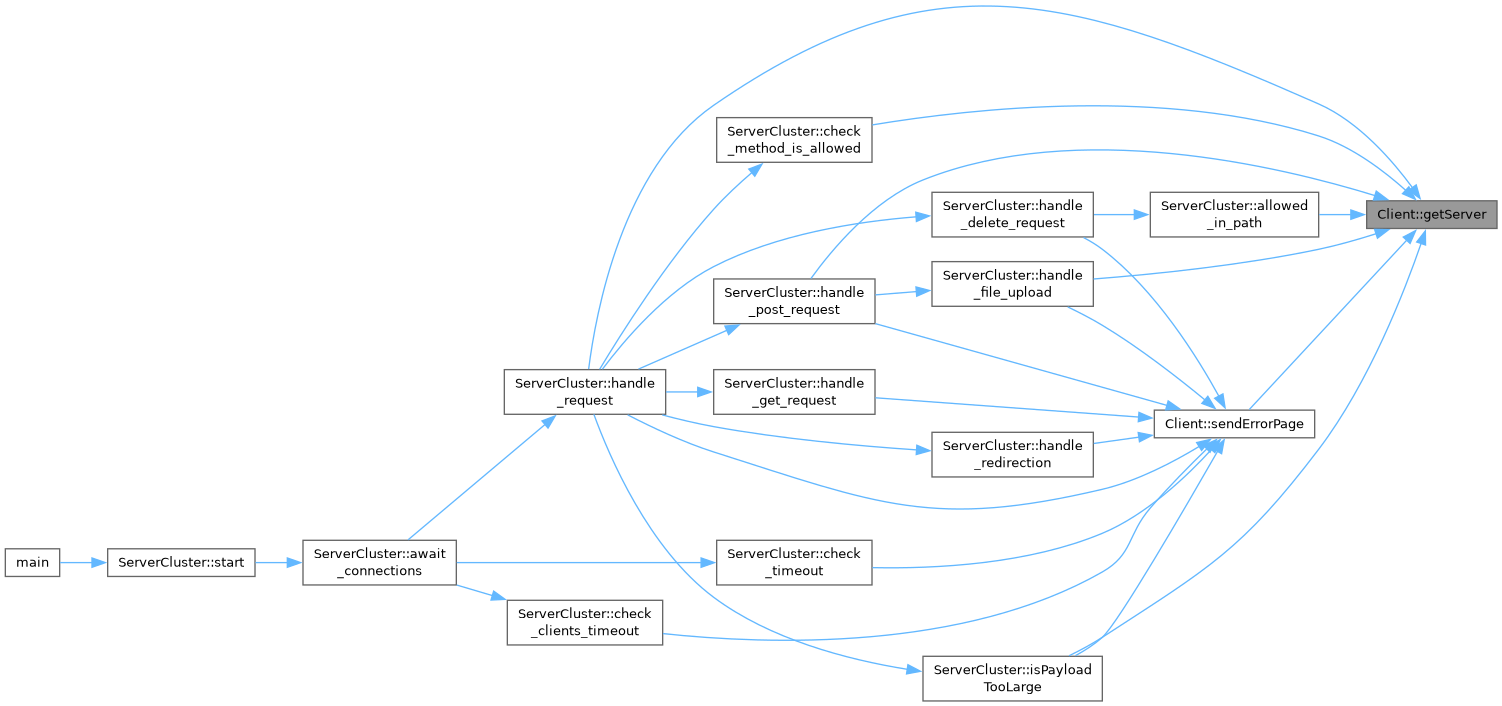 ServerCluster::check
_method_is_allowed
ServerCluster::handle
_delete_request
ServerCluster::allowed
_in_path
Client::getServer
ServerCluster::handle
_file_upload
ServerCluster::handle
_post_request
ServerCluster::handle
_request
ServerCluster::handle
_get_request
Client::sendErrorPage
ServerCluster::handle
_redirection
main
ServerCluster::start
ServerCluster::await
_connections
ServerCluster::check
_timeout
ServerCluster::check
_clients_timeout
ServerCluster::isPayload
TooLarge